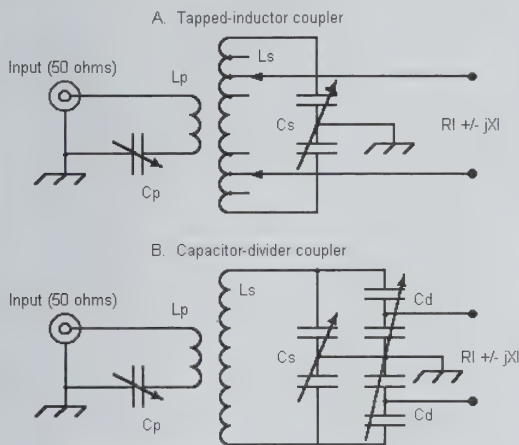 A. Tapped-inductor coupler
Input (50 ohms)
Lp
Ls
Cs
Rl +/- jXl
Cp
B. Capacitor-divider coupler
Input (50 ohms)
Lp
Ls
Cd
Cs
Rl +/- jXl
Cp
Cd